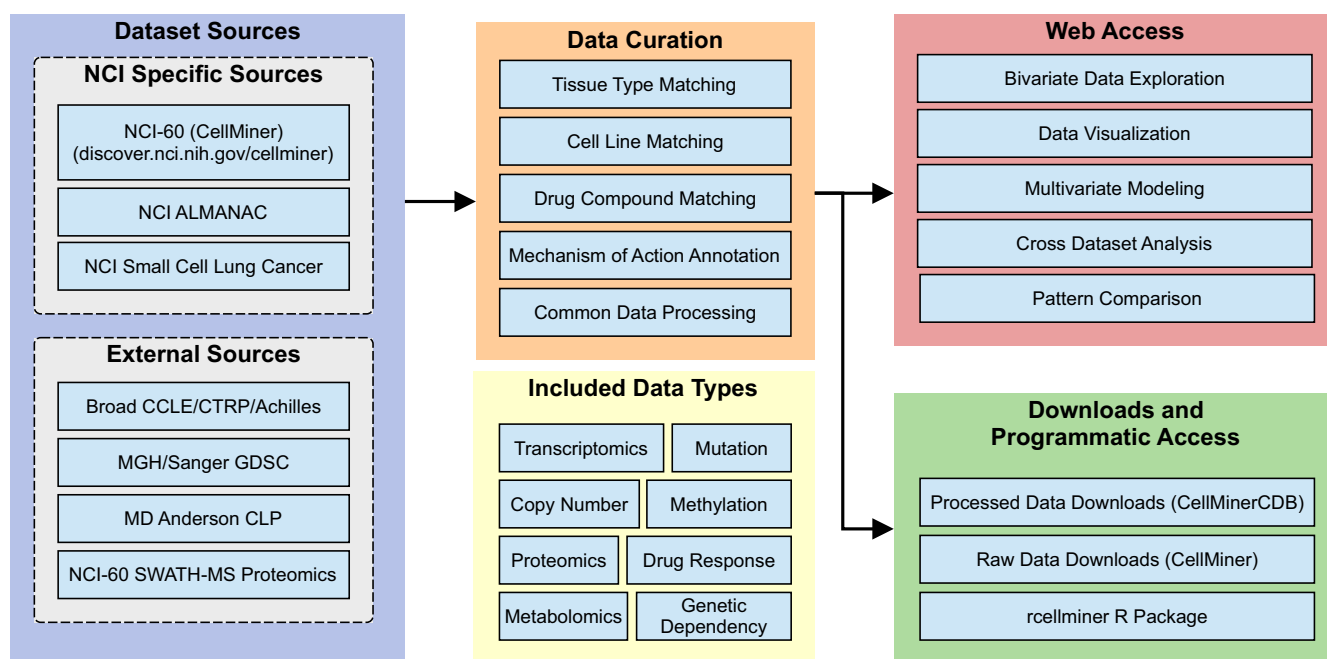 Dataset Sources
NCI Specific Sources
NCI-60 (CellMiner)
(discover.nci.nih.gov/cellminer)
NCI ALMANAC
NCI Small Cell Lung Cancer
External Sources
Broad CCLE/CTRP/Achilles
MGH/Sanger GDSC
MD Anderson CLP
NCI-60 SWATH-MS Proteomics
Data Curation
Tissue Type Matching
Cell Line Matching
Drug Compound Matching
Mechanism of Action Annotation
Common Data Processing
Included Data Types
Transcriptomics
Mutation
Copy Number
Methylation
Proteomics
Drug Response
Metabolomics
Genetic
Dependency
Web Access
Bivariate Data Exploration
Data Visualization
Multivariate Modeling
Cross Dataset Analysis
Pattern Comparison
Downloads and
Programmatic Access
Processed Data Downloads (CellMinerCDB)
Raw Data Downloads (CellMiner)
rcellminer R Package